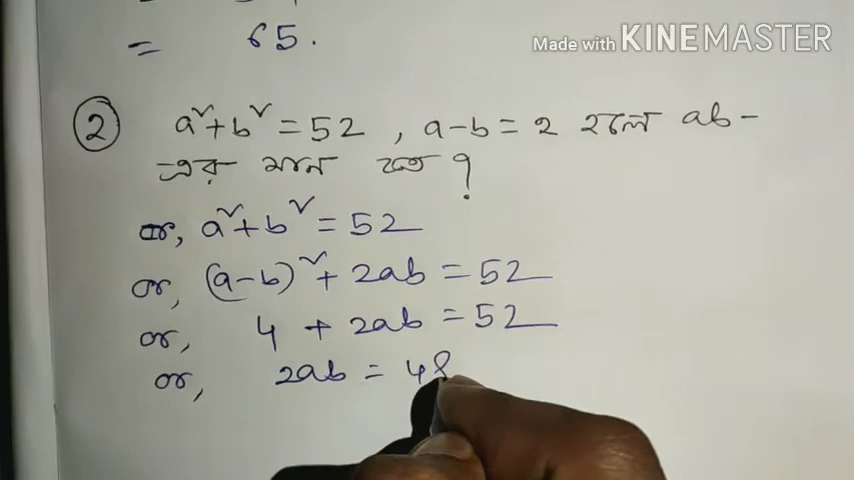 = 65.
Made with KINEMASTER
② a² + b² = 52 , a - b = 2 হলে ab -
এর মান কত ?
or, a² + b² = 52
or, (a - b)² + 2ab = 52
or, 4 + 2ab = 52
or, 2ab = 48